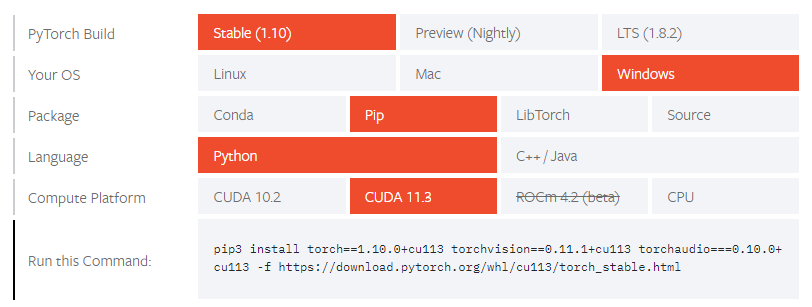 PyTorch Build Stable (1.10) Preview (Nightly) LTS (1.8.2)
Your OS Linux Mac Windows
Package Conda Pip LibTorch Source
Language Python C++ / Java
Compute Platform CUDA 10.2 CUDA 11.3 ROCm 4.2 (beta) CPU
Run this Command:
pip3 install torch==1.10.0+cu113 torchvision==0.11.1+cu113 torchaudio===0.10.0+
cu113 -f https://download.pytorch.org/whl/cu113/torch_stable.html